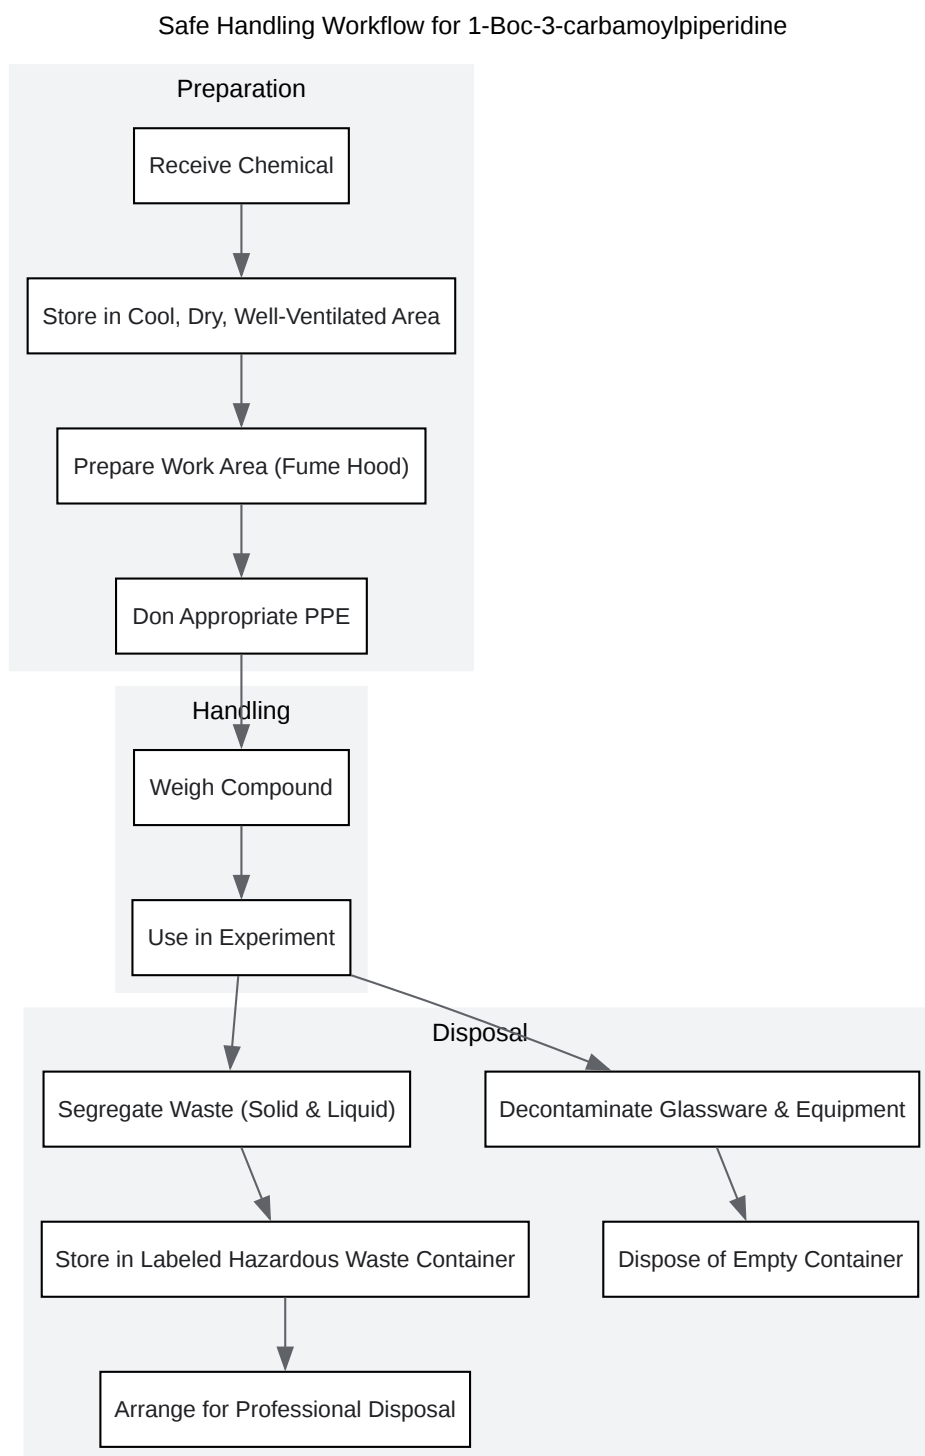 Safe Handling Workflow for 1-Boc-3-carbamoylpiperidine
Preparation
Receive Chemical
Store in Cool, Dry, Well-Ventilated Area
Prepare Work Area (Fume Hood)
Don Appropriate PPE
Handling
Weigh Compound
Use in Experiment
Disposal
Segregate Waste (Solid & Liquid)
Decontaminate Glassware & Equipment
Store in Labeled Hazardous Waste Container
Dispose of Empty Container
Arrange for Professional Disposal